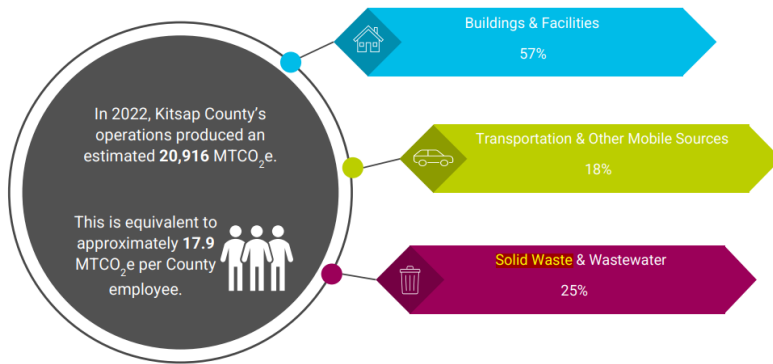 Buildings & Facilities
57%
In 2022, Kitsap County's
operations produced an
estimated 20,916 MTCO₂e.
Transportation & Other Mobile Sources
18%
This is equivalent to
approximately 17.9
MTCO₂e per County
employee.
Solid Waste & Wastewater
25%